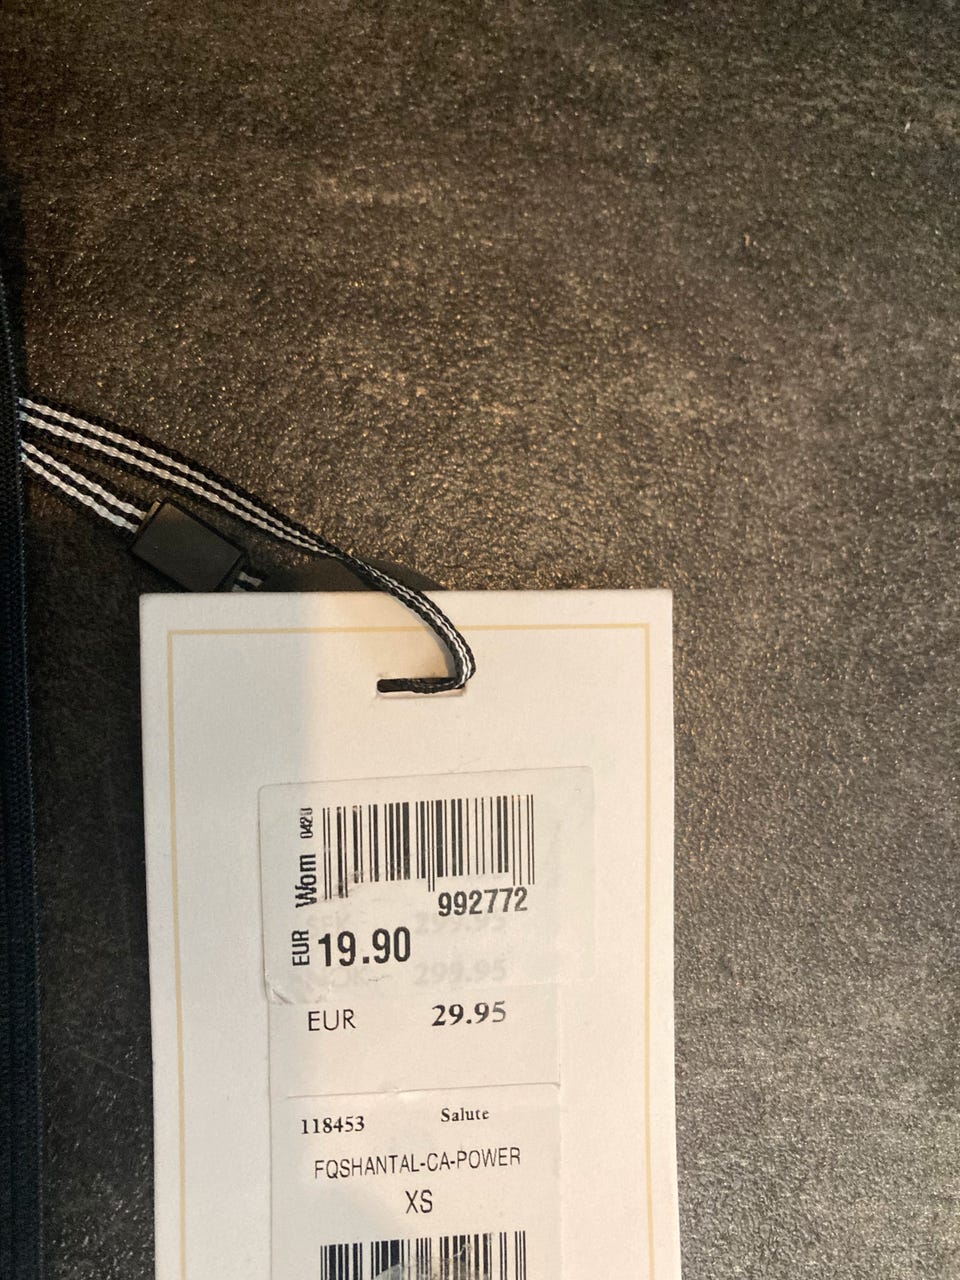 Wom 0420
992772
EUR 19.90
299.95
299.95
EUR 29.95
118453 Salute
FQSHANTAL-CA-POWER
XS